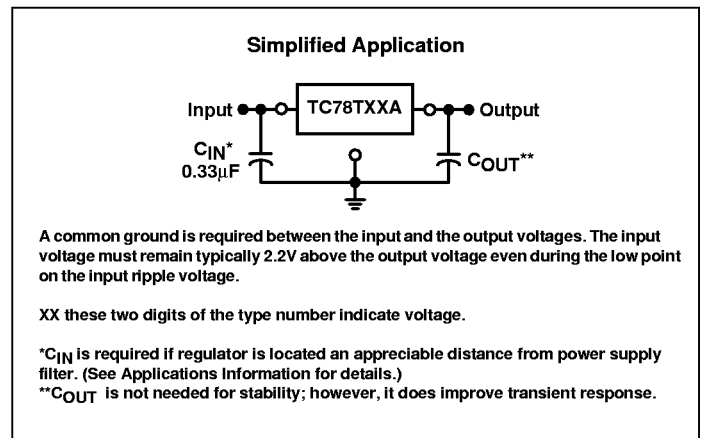 Simplified Application
Input TC78TXXA Output
CIN*
0.33μF
COUT**
A common ground is required between the input and the output voltages. The input
voltage must remain typically 2.2V above the output voltage even during the low point
on the input ripple voltage.
XX these two digits of the type number indicate voltage.
*CIN is required if regulator is located an appreciable distance from power supply
filter. (See Applications Information for details.)
**COUT is not needed for stability; however, it does improve transient response.